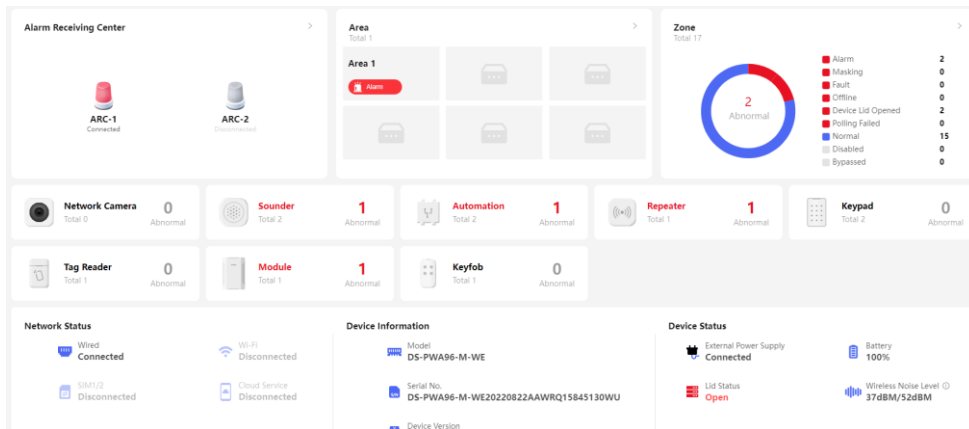 Alarm Receiving Center
ARC-1
Connected
ARC-2
Disconnected
Area
Total 1
Area 1
Alarm
Zone
Total 17
2
Abnormal
Alarm 2
Masking 0
Fault 0
Offline 0
Device Lid Opened 2
Polling Failed 0
Normal 15
Disabled 0
Bypassed 0
Network Camera
Total 0
0
Abnormal
Sounder
Total 2
1
Abnormal
Automation
Total 2
1
Abnormal
Repeater
Total 1
1
Abnormal
Keypad
Total 2
0
Abnormal
Tag Reader
Total 1
0
Abnormal
Module
Total 1
1
Abnormal
Keyfob
Total 1
0
Abnormal
Network Status
Wired
Connected
Wi-Fi
Disconnected
SIM1/2
Disconnected
Cloud Service
Disconnected
Device Information
Model
DS-PWA96-M-WE
Serial No.
DS-PWA96-M-WE20220822AAWRQ15845130WU
Device Version
Device Status
External Power Supply
Connected
Battery
100%
Lid Status
Open
Wireless Noise Level
37dBM/52dBM